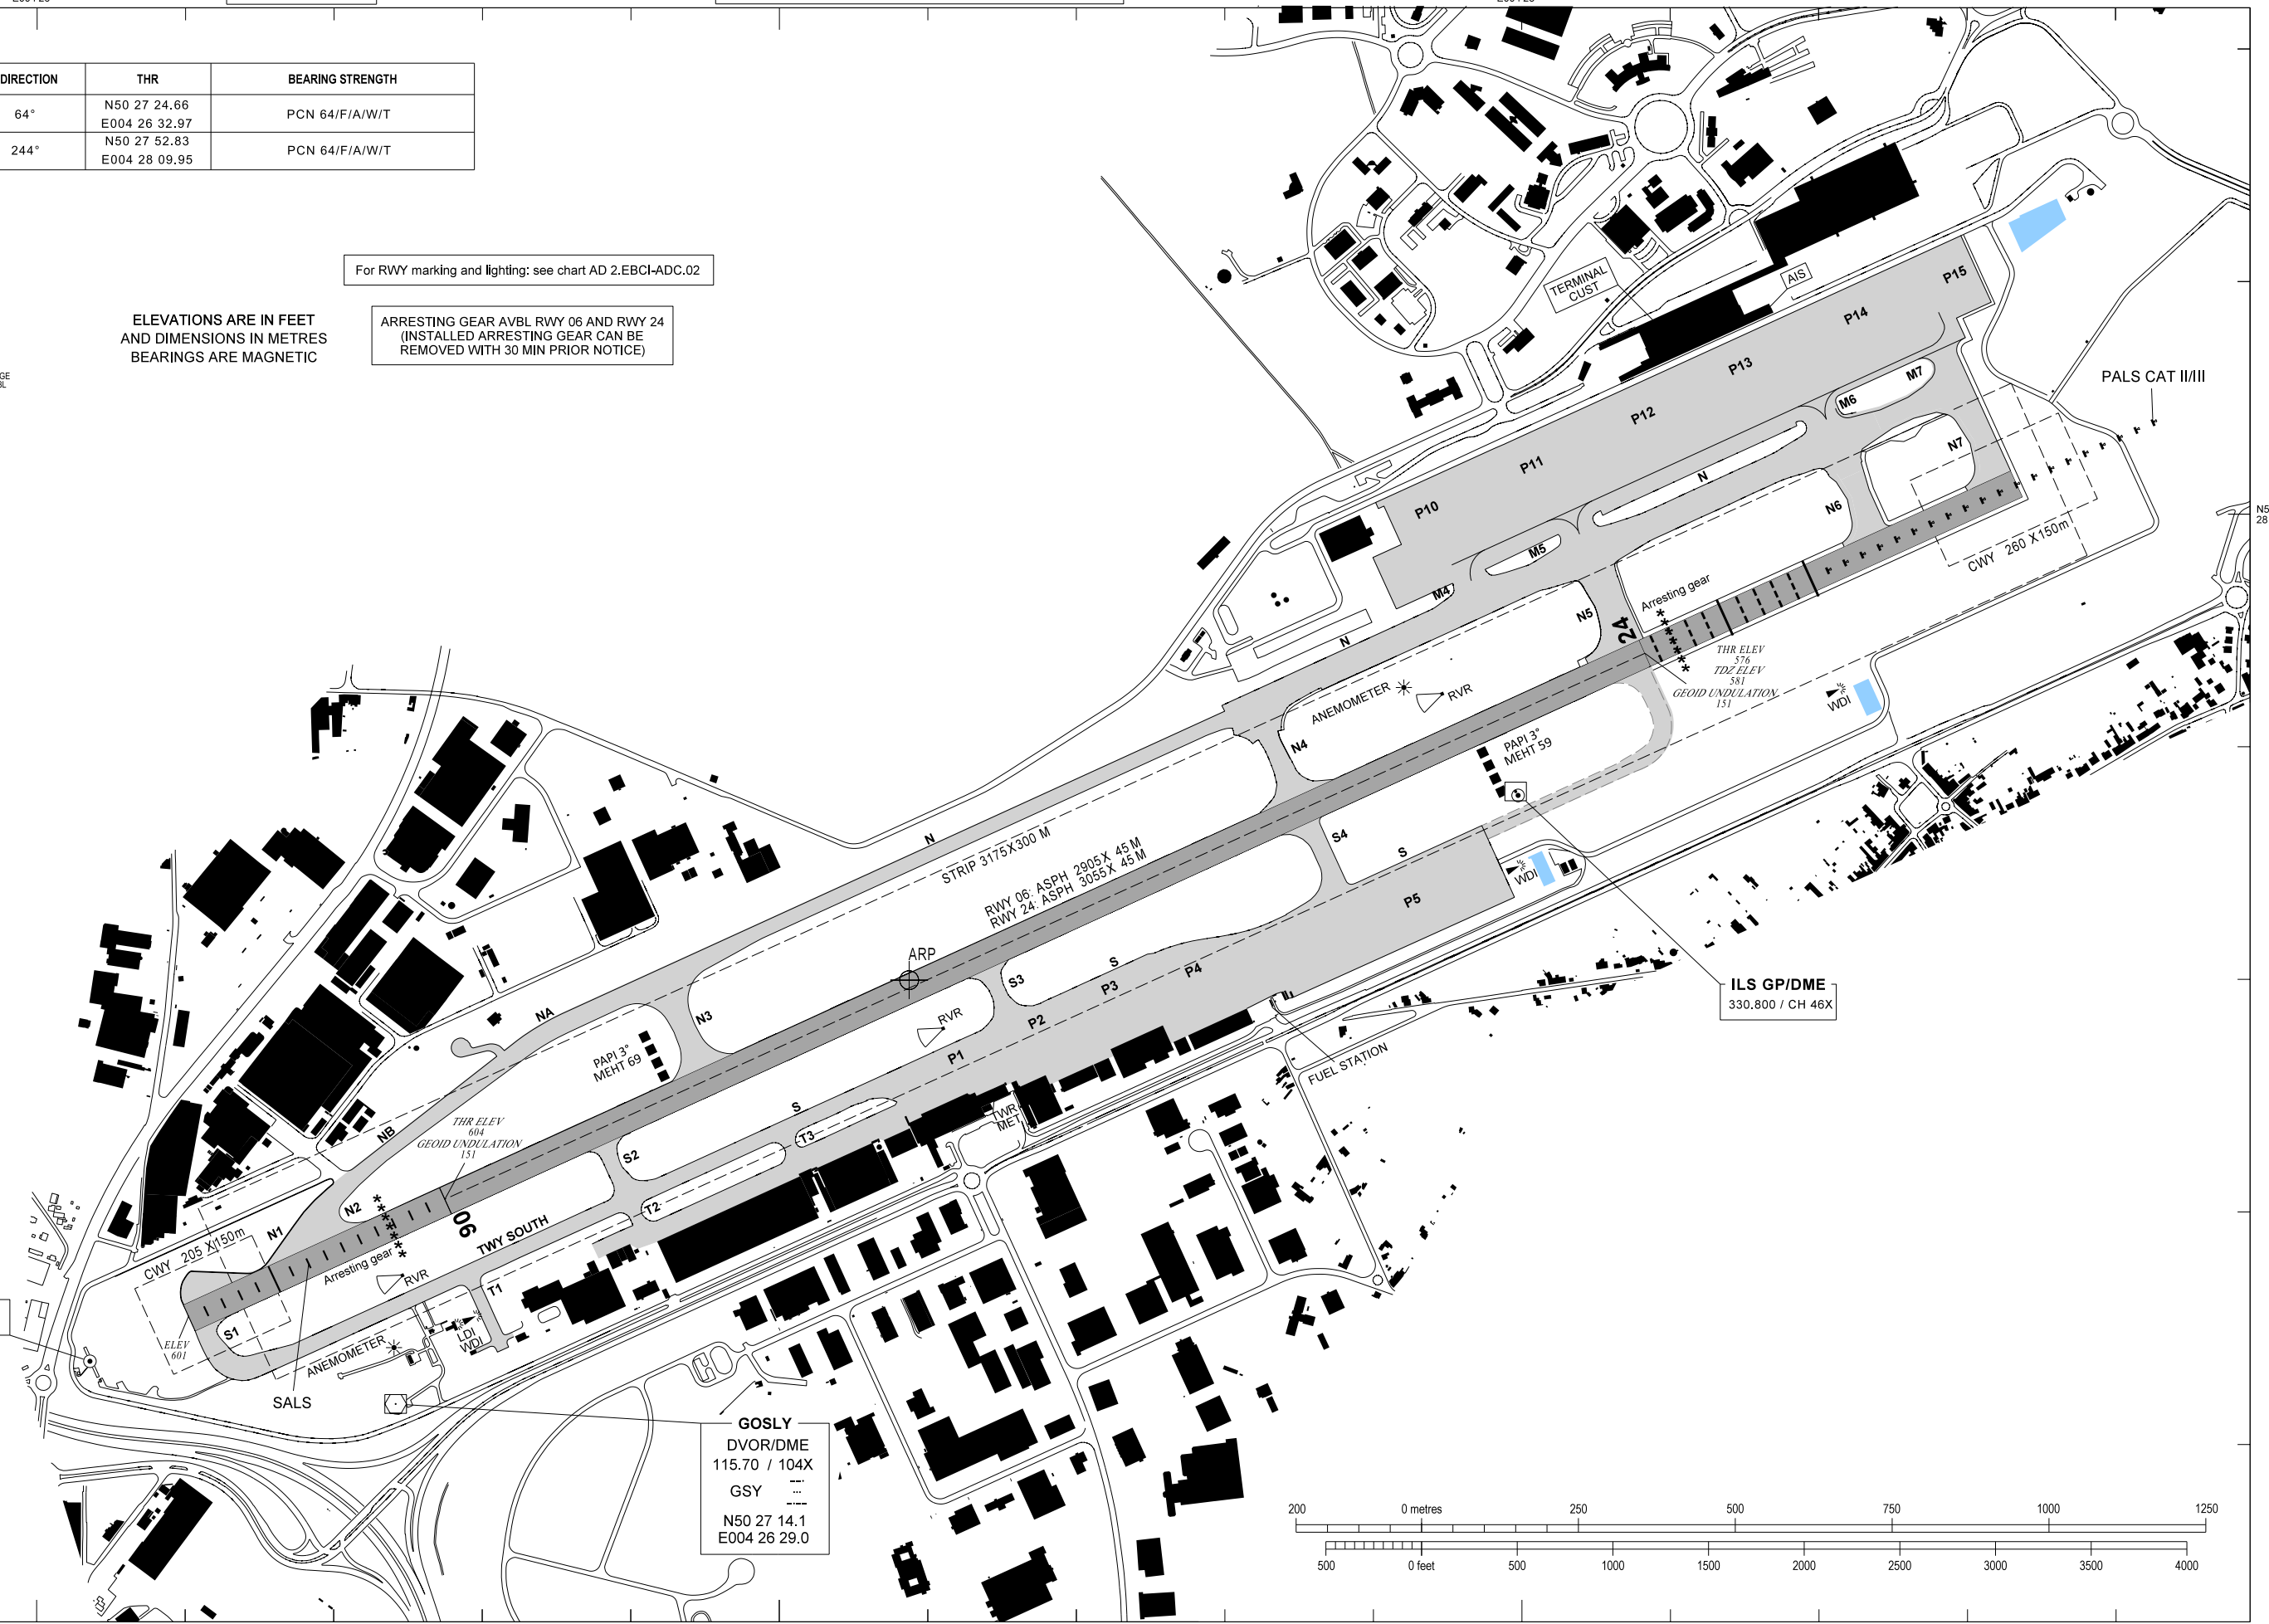 DIRECTION THR BEARING STRENGTH
64° N50 27 24.66 PCN 64/F/A/W/T
E004 26 32.97
244° N50 27 52.83 PCN 64/F/A/W/T
E004 28 09.95
For RWY marking and lighting: see chart AD 2.EBCI-ADC.02
ELEVATIONS ARE IN FEET
AND DIMENSIONS IN METRES
BEARINGS ARE MAGNETIC
ARRESTING GEAR AVBL RWY 06 AND RWY 24
(INSTALLED ARRESTING GEAR CAN BE
REMOVED WITH 30 MIN PRIOR NOTICE)
TERMINAL
CUST
AIS
P15
P14
P13
P12
P11
P10
M7
M6
M5
M4
N7
N6
N5
N4
N
N
N
PALS CAT II/III
CWY 260 X150m
N5
28
Arresting gear
24
THR ELEV
576
TDZ ELEV
581
GEOID UNDULATION
151
WDI
ANEMOMETER
RVR
PAPI 3°
MEHT 59
STRIP 3175X300 M
RWY 06: ASPH 2905X 45 M
RWY 24: ASPH 3055X 45 M
S4
S
P5
WDI
ARP
S3
S
P4
P3
P2
P1
RVR
ILS GP/DME
330.800 / CH 46X
FUEL STATION
NA
N3
PAPI 3°
MEHT 69
NB
THR ELEV
604
GEOID UNDULATION
151
S
T3
TWR
MET
S2
T2
N2
N1
06
TWY SOUTH
CWY 205 X150m
Arresting gear
RVR
T1
S1
LDI
WDI
ANEMOMETER
ELEV
601
SALS
GOSLY
DVOR/DME
115.70 / 104X
GSY
N50 27 14.1
E004 26 29.0
200 0 metres 250 500 750 1000 1250
500 0 feet 500 1000 1500 2000 2500 3000 3500 4000